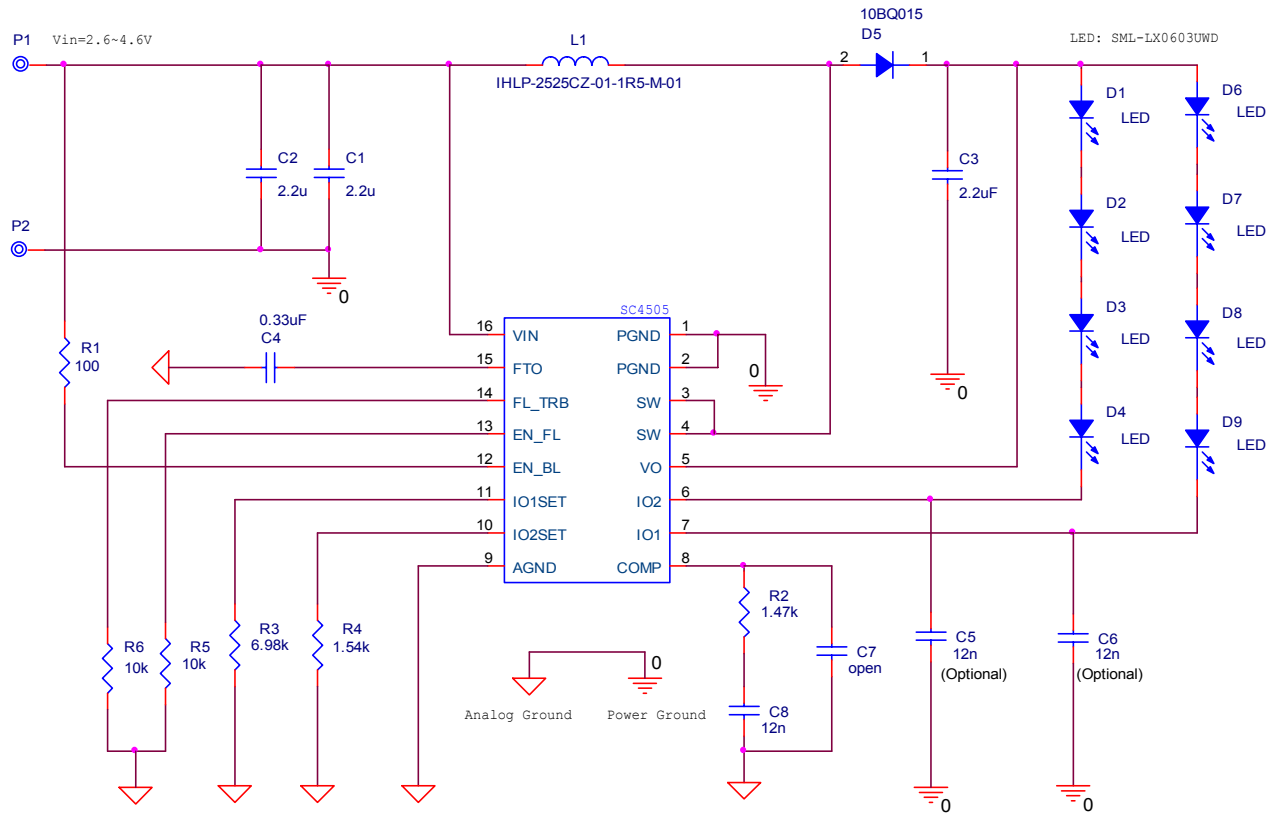 10BQ015
P1 Vin=2.6~4.6V L1 D5 LED: SML-LX0603UWD
2 1
IHLP-2525CZ-01-1R5-M-01
D1 D6
LED LED
C2 C1 C3
2.2u 2.2u 2.2uF
D2 D7
LED LED
P2
0
D3 D8
LED LED
SC4505
0.33uF
C4
R1
100
16 VIN PGND 1
15 FTO PGND 2
0
14 FL_TRB SW 3
0
13 EN_FL SW 4
D4 D9
LED LED
12 EN_BL VO 5
11 IO1SET IO2 6
10 IO2SET IO1 7
9 AGND COMP 8
R2
1.47k
R6 R5 R3 R4
10k 10k 6.98k 1.54k
C7
open
C5 C6
12n 12n
(Optional) (Optional)
0
Analog Ground Power Ground
C8
12n
0 0